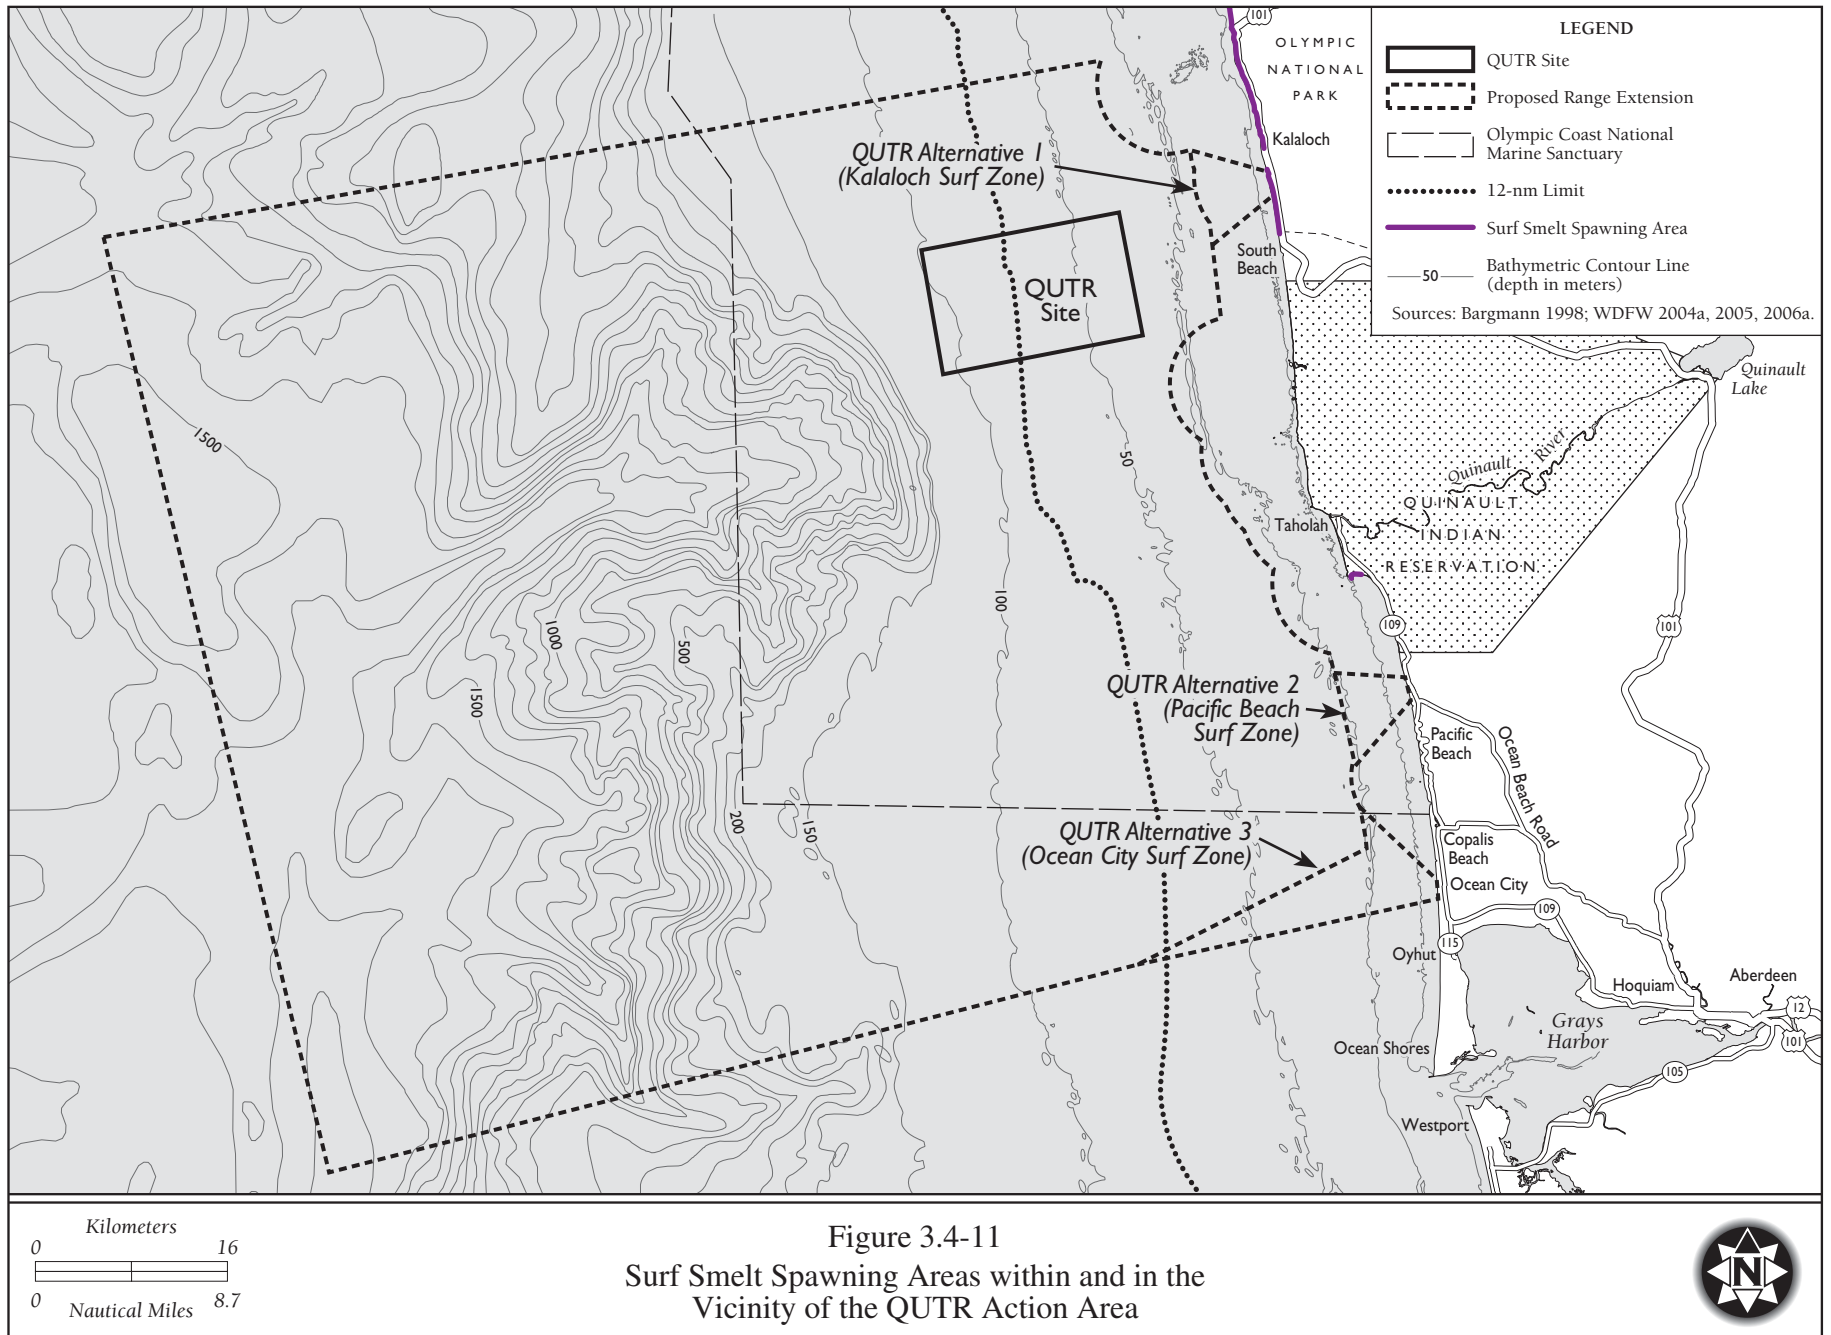 101
OLYMPIC
NATIONAL
PARK
Kalaloch
LEGEND
QUTR Site
Proposed Range Extension
Olympic Coast National
Marine Sanctuary
12-nm Limit
Surf Smelt Spawning Area
50
Bathymetric Contour Line
(depth in meters)
Sources: Bargmann 1998; WDFW 2004a, 2005, 2006a.
QUTR Alternative 1
(Kalaloch Surf Zone)
South
Beach
QUTR
Site
Quinault
Lake
1500
50
Quinault
River
QUINAULT
INDIAN
RESERVATION
Taholah
100
1000
500
109
101
1500
QUTR Alternative 2
(Pacific Beach
Surf Zone)
Pacific
Beach
Ocean Beach Road
200
150
QUTR Alternative 3
(Ocean City Surf Zone)
Copalis
Beach
Ocean City
109
115
Oyhut
Hoquiam
Aberdeen
12
101
Grays
Harbor
Ocean Shores
105
Westport
Kilometers
0 16
0 8.7
Nautical Miles
Figure 3.4-11
Surf Smelt Spawning Areas within and in the
Vicinity of the QUTR Action Area
N